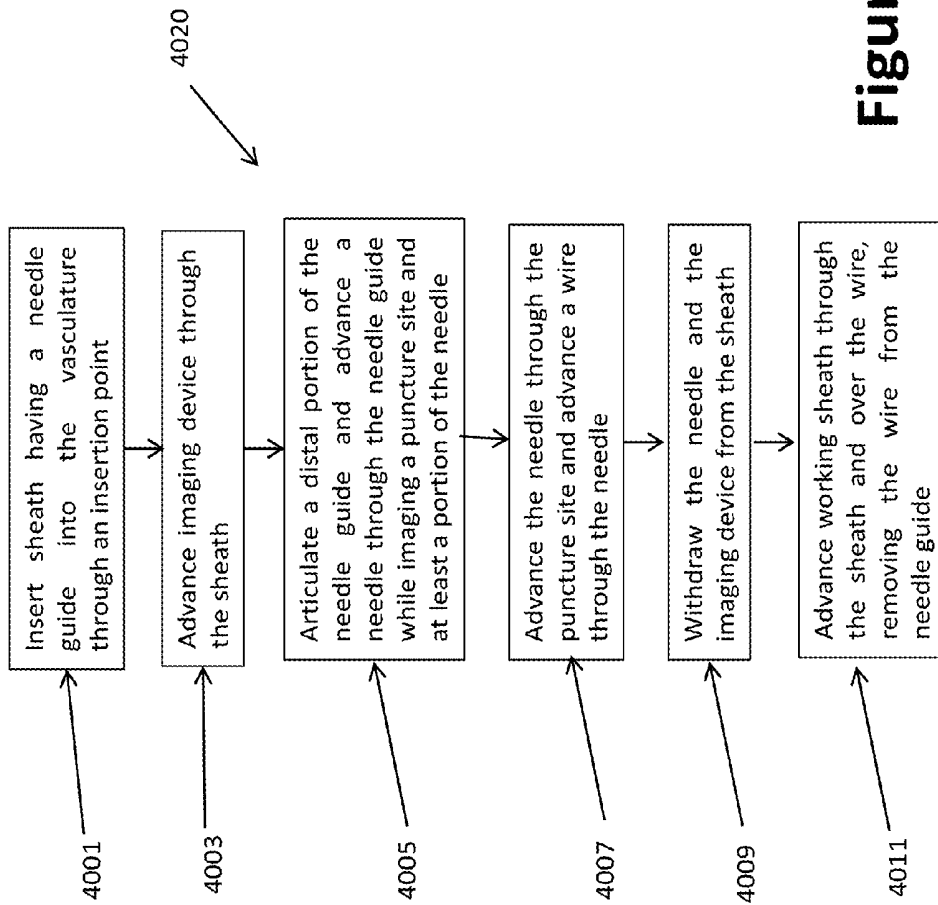 4020
Insert sheath having a needle
guide into the vasculature
through an insertion point
4001
Advance imaging device through
the sheath
4003
Articulate a distal portion of the
needle guide and advance a
needle through the needle guide
while imaging a puncture site and
at least a portion of the needle
4005
Advance the needle through the
puncture site and advance a wire
through the needle
4007
Withdraw the needle and the
imaging device from the sheath
4009
Advance working sheath through
the sheath and over the wire,
removing the wire from the
needle guide
4011